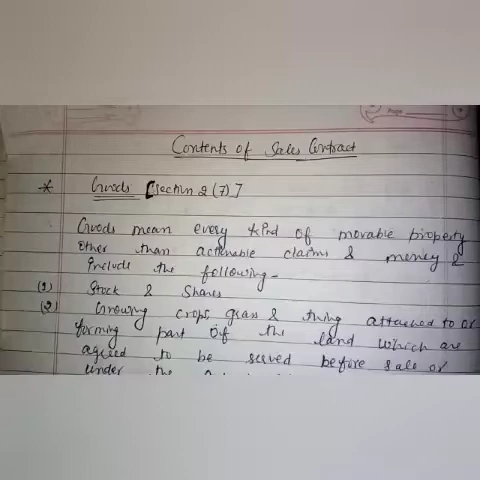 Contents of Sales Contract
* Goods [Section 2(7)]
Goods mean every kind of movable property
other than actionable claims & money &
include the following -
(1) Stock & Shares
(2) Growing crops, grass & thing attached to or
forming part of the land which are
agreed to be served before sale or
under the